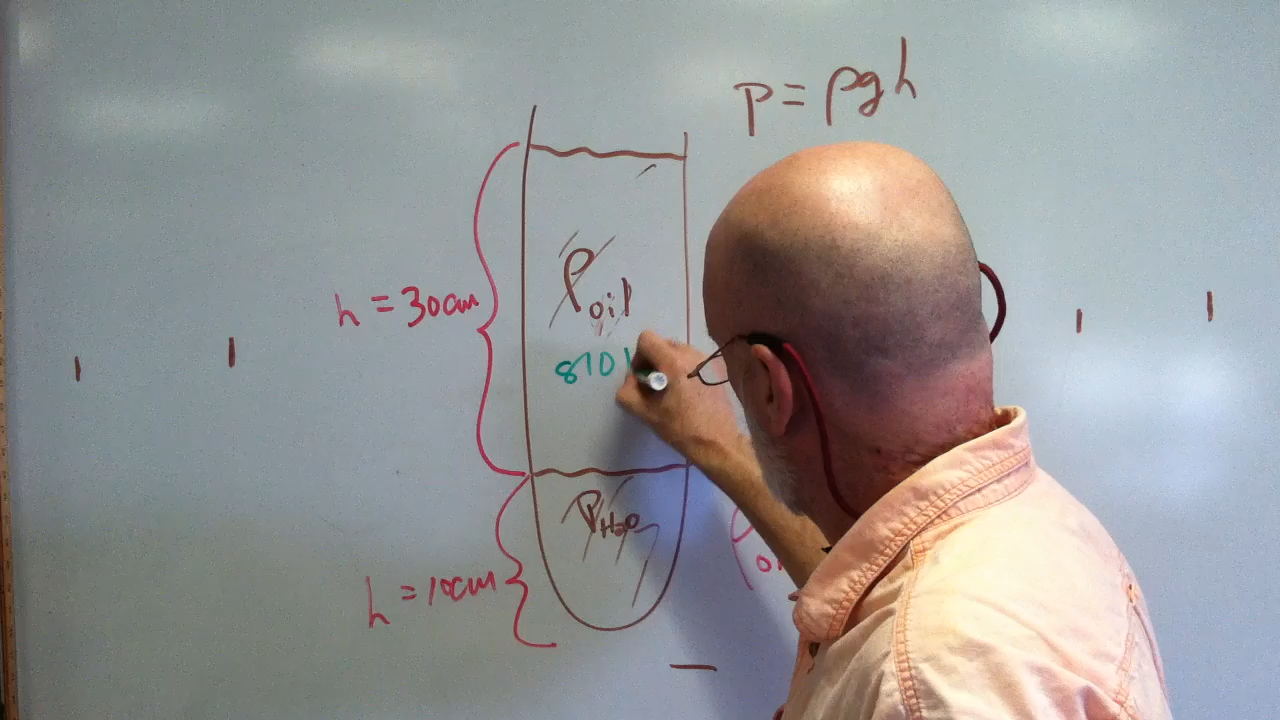 p = ρgh
h = 30cm
ρoil
810
h = 10cm
ρH2O